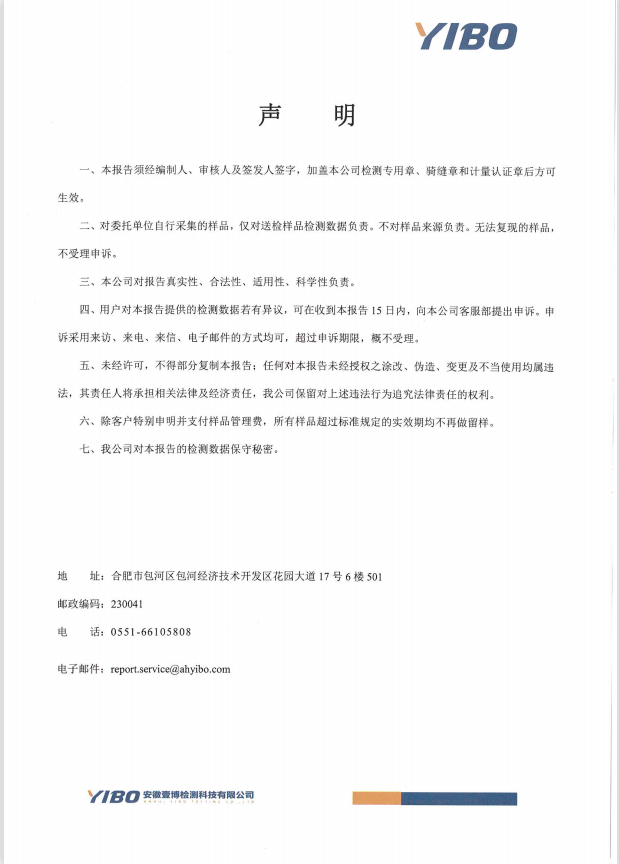 YIBO
声 明
一、本报告须经编制人、审核人及签发人签字，加盖本公司检测专用章、骑缝章和计量认证章后方可
生效。
二、对委托单位自行采集的样品，仅对送检样品检测数据负责。不对样品来源负责。无法复现的样品，
不受理申诉。
三、本公司对报告真实性、合法性、适用性、科学性负责。
四、用户对本报告提供的检测数据若有异议，可在收到本报告 15 日内，向本公司客服部提出申诉。申
诉采用来访、来电、来信、电子邮件的方式均可，超过申诉期限，概不受理。
五、未经许可，不得部分复制本报告；任何对本报告未经授权之涂改、伪造、变更及不当使用均属违
法，其责任人将承担相关法律及经济责任，我公司保留对上述违法行为追究法律责任的权利。
六、除客户特别申明并支付样品管理费，所有样品超过标准规定的实效期均不再做留样。
七、我公司对本报告的检测数据保守秘密。
地 址：合肥市包河区包河经济技术开发区花园大道 17 号 6 楼 501
邮政编码：230041
电 话：0551-66105808
电子邮件：report.service@ahyibo.com
YIBO 安徽壹博检测科技有限公司
ANHUI YIBO TESTING CO.,LTD